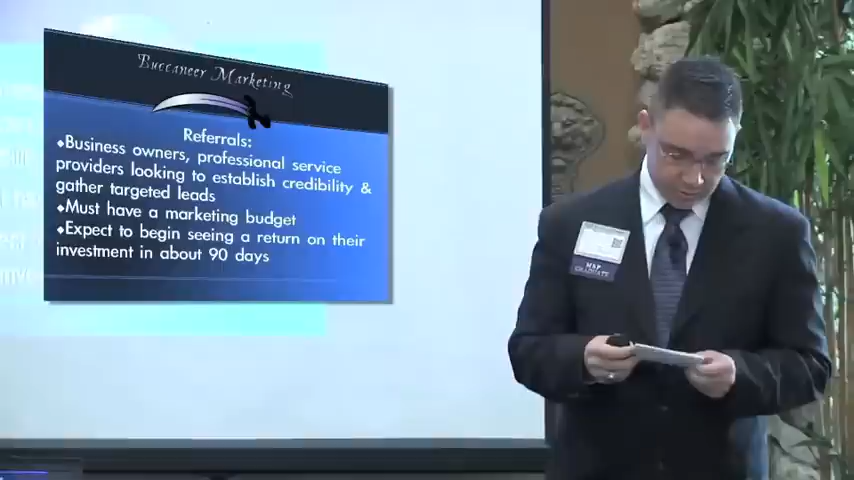 Buccaneer Marketing
Referrals:
♦Business owners, professional service
providers looking to establish credibility &
gather targeted leads
♦Must have a marketing budget
♦Expect to begin seeing a return on their
investment in about 90 days
GRADUATE